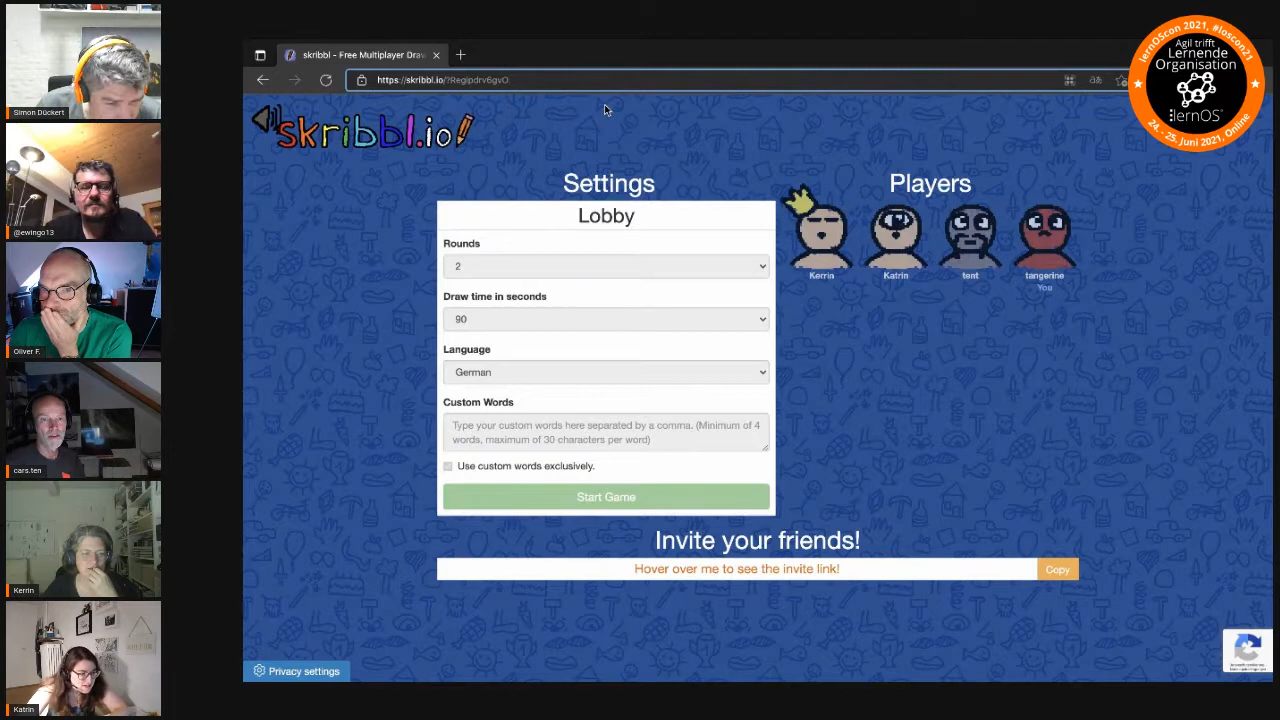 Simon Dückert
@ewingo13
Oliver F.
cars.ten
Kerrin
Katrin
skribbl - Free Multiplayer Draw
https://skribbl.io/?Regipdrv6gvO
skribbl.io
Settings
Lobby
Rounds
2
Draw time in seconds
90
Language
German
Custom Words
Type your custom words here separated by a comma. (Minimum of 4
words, maximum of 30 characters per word)
Use custom words exclusively.
Start Game
Players
Kerrin
Katrin
tent
tangerine
You
Invite your friends!
Hover over me to see the invite link!
Copy
Privacy settings
lernOScon 2021, #loscon21
Agil trifft
Lernende
Organisation
lernOS
24. - 25. Juni 2021, Online